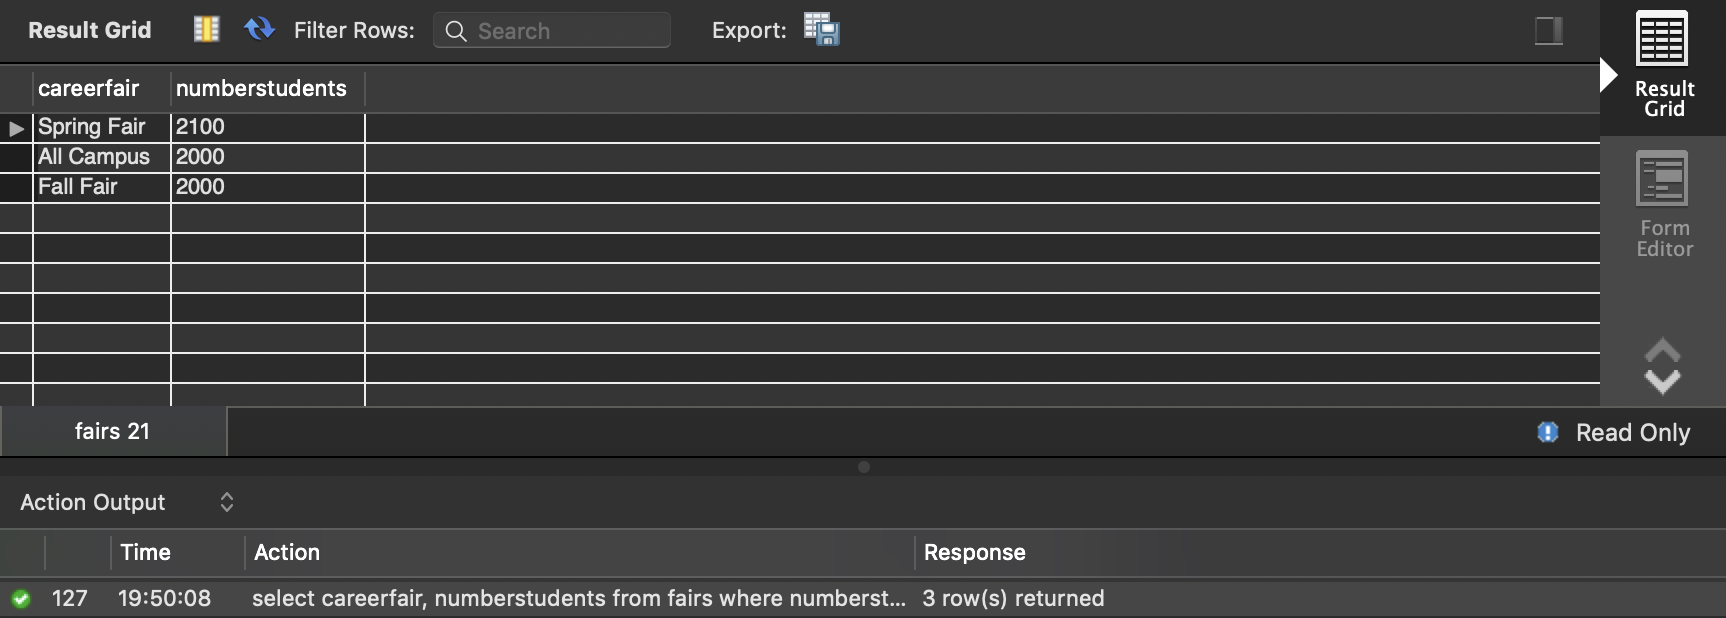 Result Grid Filter Rows: Search Export:
Result Grid
Form Editor
careerfair numberstudents
Spring Fair 2100
All Campus 2000
Fall Fair 2000
fairs 21 Read Only
Action Output
Time Action Response
127 19:50:08 select careerfair, numberstudents from fairs where numberst... 3 row(s) returned